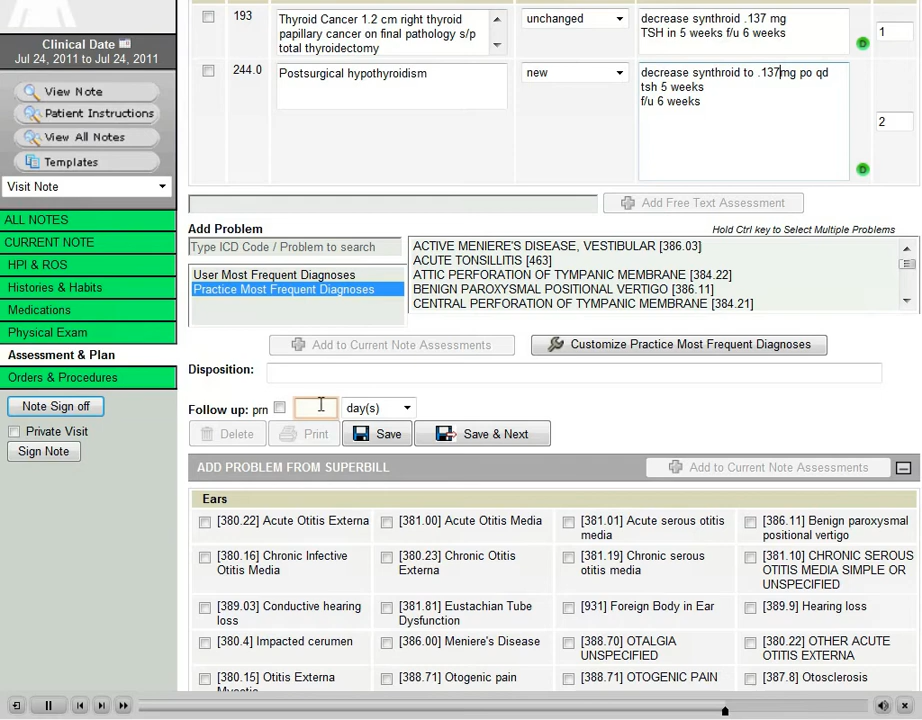 193
Thyroid Cancer 1.2 cm right thyroid
papillary cancer on final pathology s/p
total thyroidectomy
unchanged
decrease synthroid .137 mg
TSH in 5 weeks f/u 6 weeks
1
244.0
Postsurgical hypothyroidism
new
decrease synthroid to .137mg po qd
tsh 5 weeks
f/u 6 weeks
2
Clinical Date
Jul 24, 2011 to Jul 24, 2011
View Note
Patient Instructions
View All Notes
Templates
Visit Note
ALL NOTES
CURRENT NOTE
HPI & ROS
Histories & Habits
Medications
Physical Exam
Assessment & Plan
Orders & Procedures
Note Sign off
Private Visit
Sign Note
Add Free Text Assessment
Add Problem
Hold Ctrl key to Select Multiple Problems
Type ICD Code / Problem to search
User Most Frequent Diagnoses
Practice Most Frequent Diagnoses
ACTIVE MENIERE'S DISEASE, VESTIBULAR [386.03]
ACUTE TONSILLITIS [463]
ATTIC PERFORATION OF TYMPANIC MEMBRANE [384.22]
BENIGN PAROXYSMAL POSITIONAL VERTIGO [386.11]
CENTRAL PERFORATION OF TYMPANIC MEMBRANE [384.21]
Add to Current Note Assessments
Customize Practice Most Frequent Diagnoses
Disposition:
Follow up: prn
day(s)
Delete
Print
Save
Save & Next
ADD PROBLEM FROM SUPERBILL
Add to Current Note Assessments
Ears
[380.22] Acute Otitis Externa
[381.00] Acute Otitis Media
[381.01] Acute serous otitis
media
[386.11] Benign paroxysmal
positional vertigo
[380.16] Chronic Infective
Otitis Media
[380.23] Chronic Otitis
Externa
[381.19] Chronic serous
otitis media
[381.10] CHRONIC SEROUS
OTITIS MEDIA SIMPLE OR
UNSPECIFIED
[389.03] Conductive hearing
loss
[381.81] Eustachian Tube
Dysfunction
[931] Foreign Body in Ear
[389.9] Hearing loss
[380.4] Impacted cerumen
[386.00] Meniere's Disease
[388.70] OTALGIA
UNSPECIFIED
[380.22] OTHER ACUTE
OTITIS EXTERNA
[380.15] Otitis Externa
Mycotic
[388.71] Otogenic pain
[388.71] OTOGENIC PAIN
[387.8] Otosclerosis